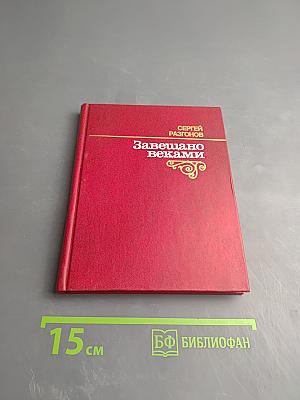 СЕРГЕЙ
РАЗГОНОВ
Завещано
веками
15 см
БФ БИБЛИОФАН